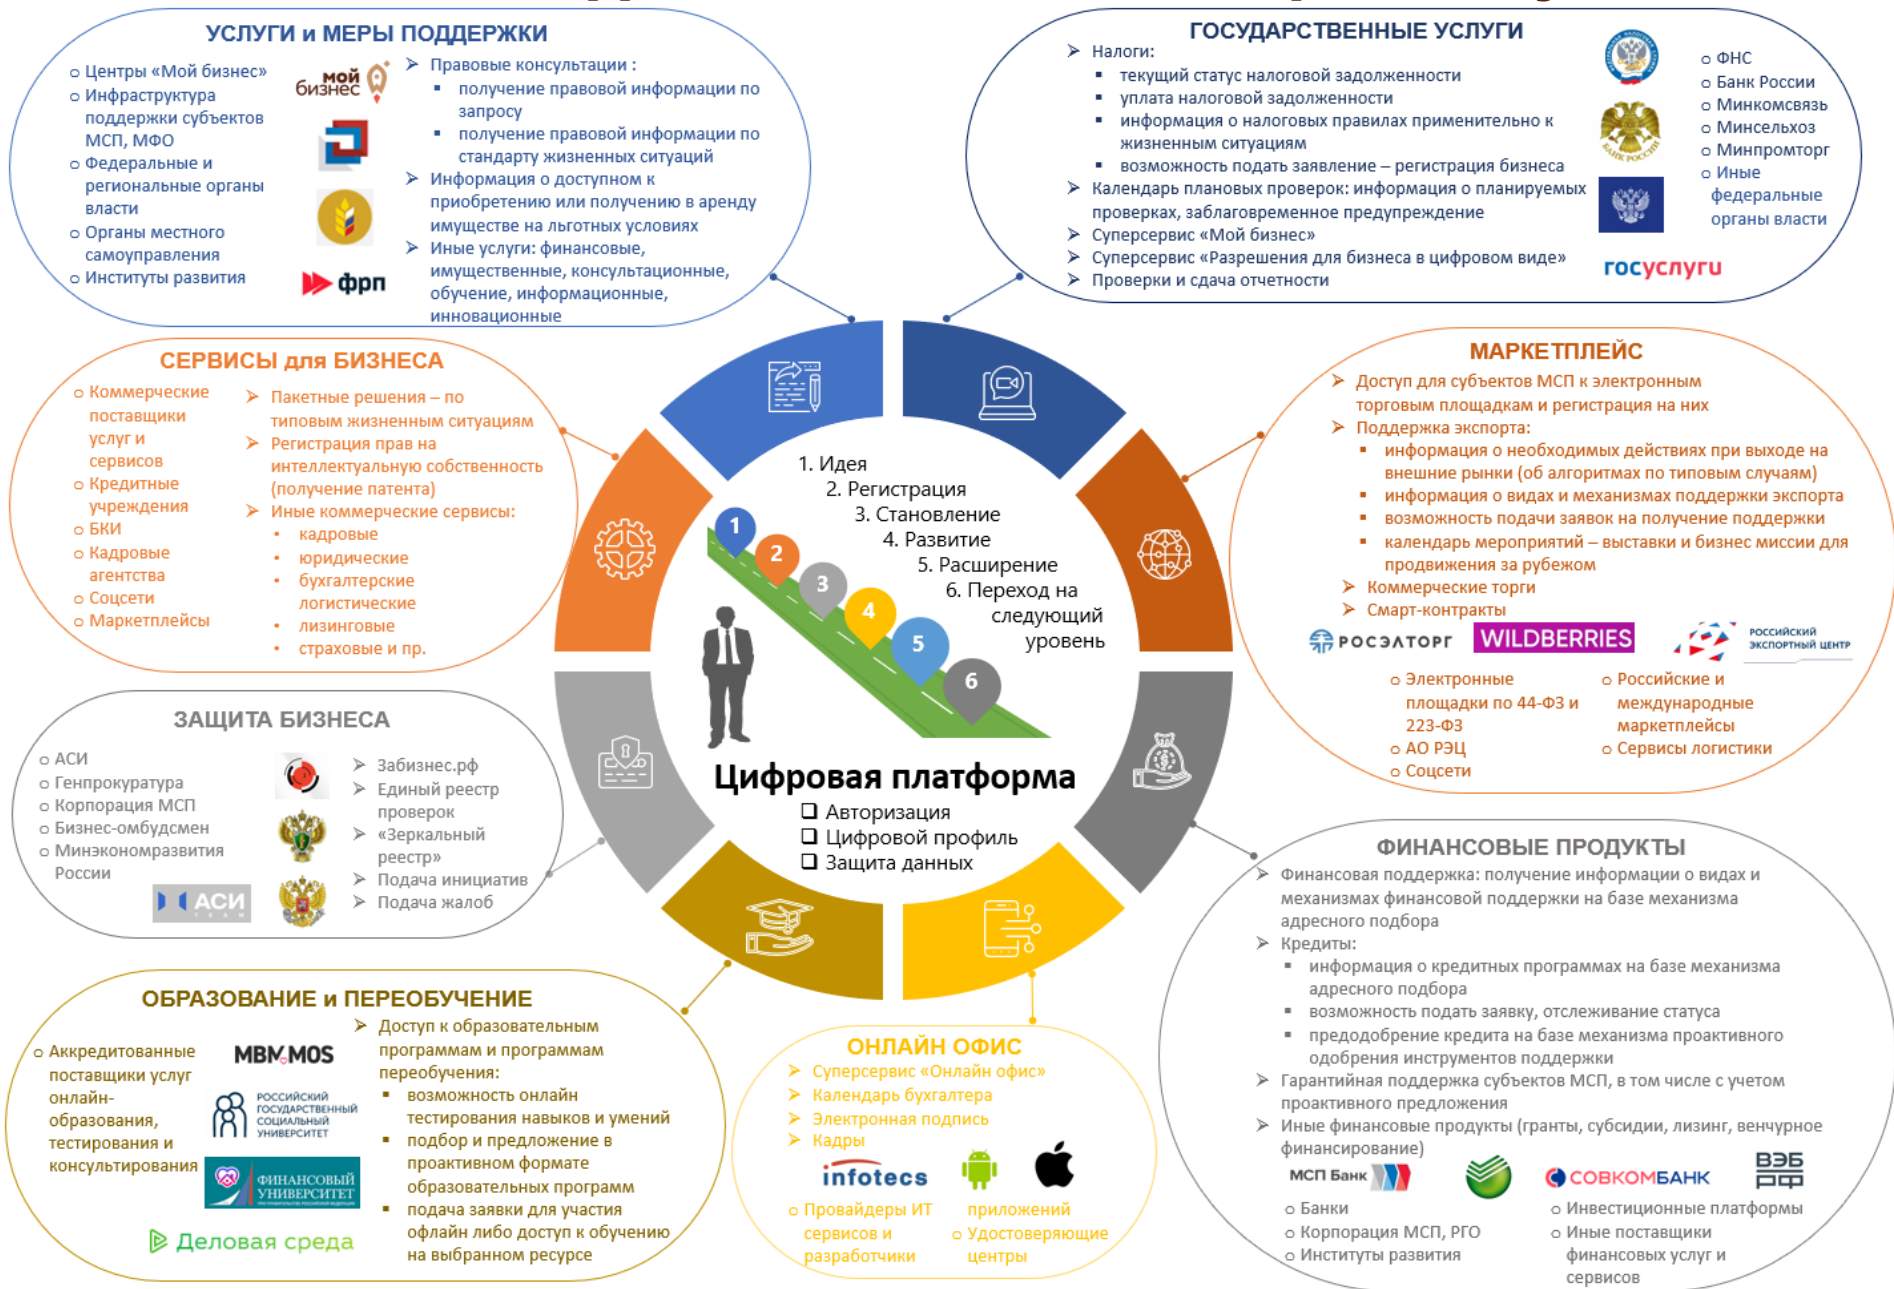 УСЛУГИ и МЕРЫ ПОДДЕРЖКИ
Центры «Мой бизнес»
Инфраструктура
поддержки субъектов
МСП, МФО
Федеральные и
региональные органы
власти
Органы местного
самоуправления
Институты развития
мой
бизнес
фрп
Правовые консультации :
получение правовой информации по
запросу
получение правовой информации по
стандарту жизненных ситуаций
Информация о доступном к
приобретению или получению в аренду
имуществе на льготных условиях
Иные услуги: финансовые,
имущественные, консультационные,
обучение, информационные,
инновационные
ГОСУДАРСТВЕННЫЕ УСЛУГИ
Налоги:
текущий статус налоговой задолженности
уплата налоговой задолженности
информация о налоговых правилах применительно к
жизненным ситуациям
возможность подать заявление – регистрация бизнеса
Календарь плановых проверок: информация о планируемых
проверках, заблаговременное предупреждение
Суперсервис «Мой бизнес»
Суперсервис «Разрешения для бизнеса в цифровом виде»
Проверки и сдача отчетности
БАНК РОССИИ
госуслуги
ФНС
Банк России
Минкомсвязь
Минсельхоз
Минпромторг
Иные
федеральные
органы власти
СЕРВИСЫ для БИЗНЕСА
Коммерческие
поставщики
услуг и
сервисов
Кредитные
учреждения
БКИ
Кадровые
агентства
Соцсети
Маркетплейсы
Пакетные решения – по
типовым жизненным ситуациям
Регистрация прав на
интеллектуальную собственность
(получение патента)
Иные коммерческие сервисы:
кадровые
юридические
бухгалтерские
логистические
лизинговые
страховые и пр.
1. Идея
2. Регистрация
3. Становление
4. Развитие
5. Расширение
6. Переход на
следующий
уровень
1
2
3
4
5
6
Цифровая платформа
Авторизация
Цифровой профиль
Защита данных
МАРКЕТПЛЕЙС
Доступ для субъектов МСП к электронным
торговым площадкам и регистрация на них
Поддержка экспорта:
информация о необходимых действиях при выходе на
внешние рынки (об алгоритмах по типовым случаям)
информация о видах и механизмах поддержки экспорта
возможность подачи заявок на получение поддержки
календарь мероприятий – выставки и бизнес миссии для
продвижения за рубежом
Коммерческие торги
Смарт-контракты
РОСЭЛТОРГ
WILDBERRIES
РОССИЙСКИЙ
ЭКСПОРТНЫЙ ЦЕНТР
Электронные
площадки по 44-ФЗ и
223-ФЗ
АО РЭЦ
Соцсети
Российские и
международные
маркетплейсы
Сервисы логистики
ЗАЩИТА БИЗНЕСА
АСИ
Генпрокуратура
Корпорация МСП
Бизнес-омбудсмен
Минэкономразвития
России
АСИ
TEAM
Забизнес.рф
Единый реестр
проверок
«Зеркальный
реестр»
Подача инициатив
Подача жалоб
ФИНАНСОВЫЕ ПРОДУКТЫ
Финансовая поддержка: получение информации о видах и
механизмах финансовой поддержки на базе механизма
адресного подбора
Кредиты:
информация о кредитных программах на базе механизма
адресного подбора
возможность подать заявку, отслеживание статуса
предодобрение кредита на базе механизма проактивного
одобрения инструментов поддержки
Гарантийная поддержка субъектов МСП, в том числе с учетом
проактивного предложения
Иные финансовые продукты (гранты, субсидии, лизинг, венчурное
финансирование)
МСП Банк
СОВКОМБАНК
ВЭБ
РФ
Банки
Корпорация МСП, РГО
Институты развития
Инвестиционные платформы
Иные поставщики
финансовых услуг и
сервисов
ОБРАЗОВАНИЕ и ПЕРЕОБУЧЕНИЕ
Аккредитованные
поставщики услуг
онлайн-
образования,
тестирования и
консультирования
MBM.MOS
РОССИЙСКИЙ
ГОСУДАРСТВЕННЫЙ
СОЦИАЛЬНЫЙ
УНИВЕРСИТЕТ
ФИНАНСОВЫЙ
УНИВЕРСИТЕТ
Деловая среда
Доступ к образовательным
программам и программам
переобучения:
возможность онлайн
тестирования навыков и умений
подбор и предложение в
проактивном формате
образовательных программ
подача заявки для участия
офлайн либо доступ к обучению
на выбранном ресурсе
ОНЛАЙН ОФИС
Суперсервис «Онлайн офис»
Календарь бухгалтера
Электронная подпись
Кадры
infotecs
Провайдеры ИТ
сервисов и
разработчики
приложений
Удостоверяющие
центры